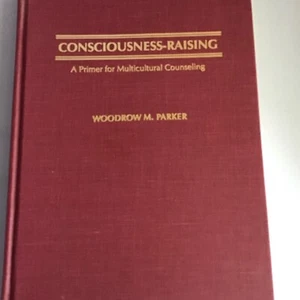 CONSCIOUSNESS-RAISING
A Primer for Multicultural Counseling
WOODROW M. PARKER